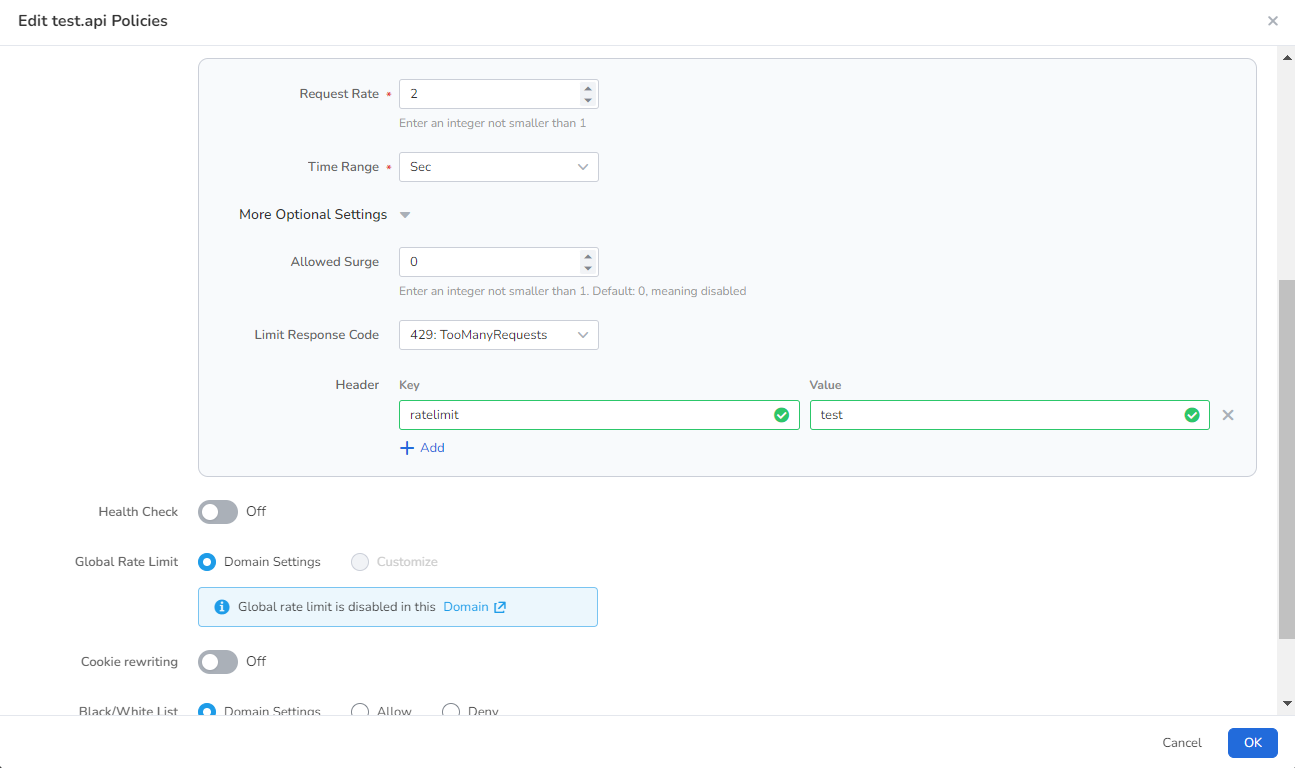 Edit test.api Policies
Request Rate * 2
Enter an integer not smaller than 1
Time Range * Sec
More Optional Settings
Allowed Surge 0
Enter an integer not smaller than 1. Default: 0, meaning disabled
Limit Response Code 429: TooManyRequests
Header Key Value
ratelimit test
Add
Health Check Off
Global Rate Limit Domain Settings Customize
Global rate limit is disabled in this Domain
Cookie rewriting Off
Black/White List Domain Settings Allow Deny
Cancel OK